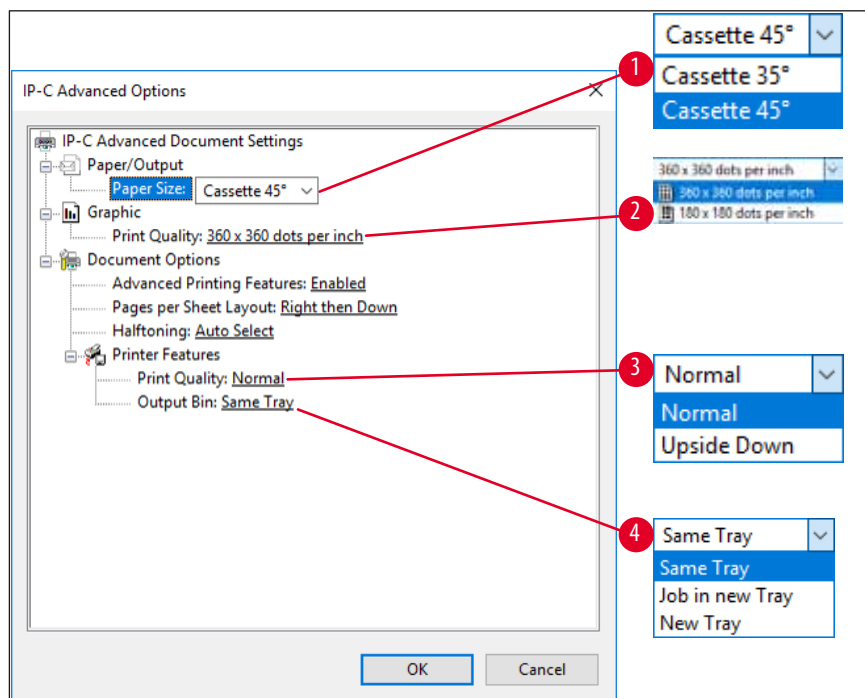 IP-C Advanced Options
IP-C Advanced Document Settings
Paper/Output
Paper Size: Cassette 45°
Graphic
Print Quality: 360 x 360 dots per inch
Document Options
Advanced Printing Features: Enabled
Pages per Sheet Layout: Right then Down
Halftoning: Auto Select
Printer Features
Print Quality: Normal
Output Bin: Same Tray
OK Cancel
1
Cassette 45°
Cassette 35°
Cassette 45°
2
360 x 360 dots per inch
360 x 360 dots per inch
180 x 180 dots per inch
3
Normal
Normal
Upside Down
4
Same Tray
Same Tray
Job in new Tray
New Tray